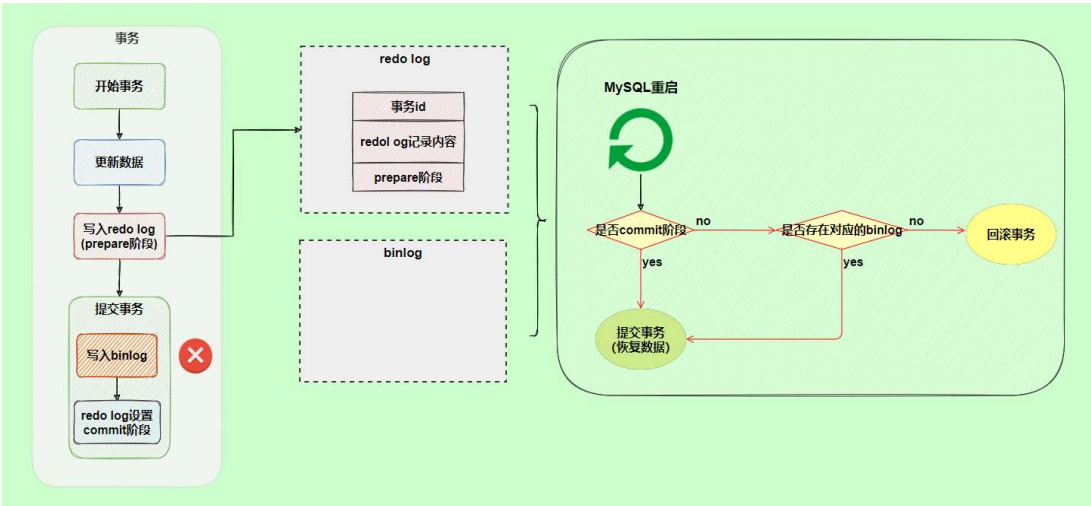 事务
开始事务
更新数据
写入redo log
(prepare阶段)
提交事务
写入binlog
redo log设置
commit阶段
redo log
事务id
redol og记录内容
prepare阶段
binlog
MySQL重启
是否commit阶段
no
是否存在对应的binlog
no
回滚事务
yes
yes
提交事务
(恢复数据)